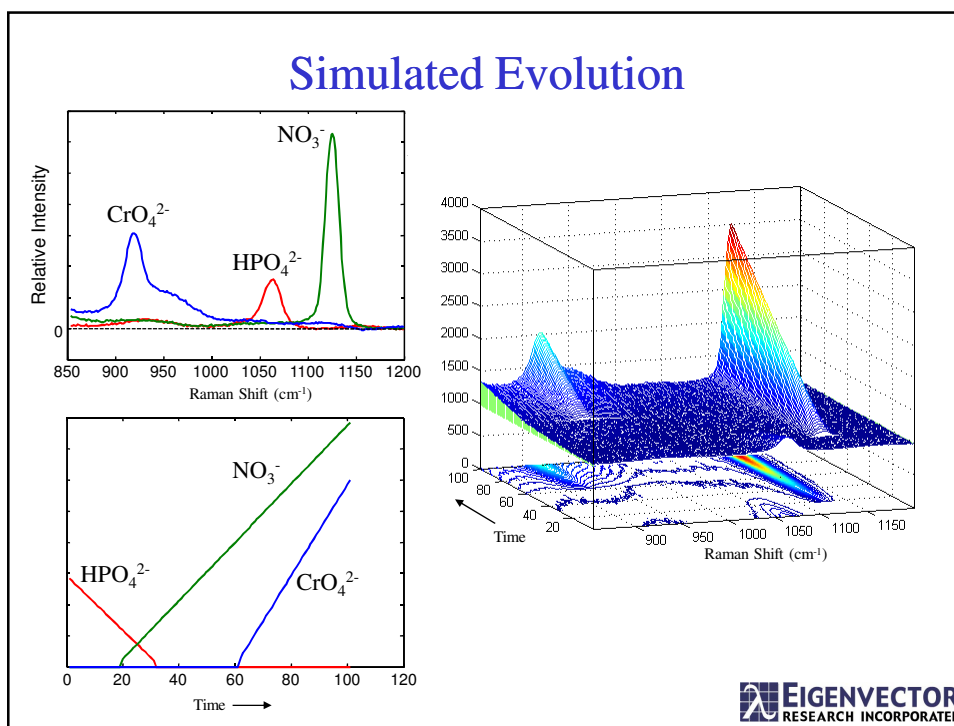 Simulated Evolution
NO₃⁻
CrO₄²⁻
HPO₄²⁻
Relative Intensity
0
850 900 950 1000 1050 1100 1150 1200
Raman Shift (cm⁻¹)
4000
3500
3000
2500
2000
1500
1000
500
0
100
80
60
40
20
Time
900 950 1000 1050 1100 1150
Raman Shift (cm⁻¹)
NO₃⁻
HPO₄²⁻
CrO₄²⁻
0 20 40 60 80 100 120
Time
EIGENVECTOR
RESEARCH INCORPORATED